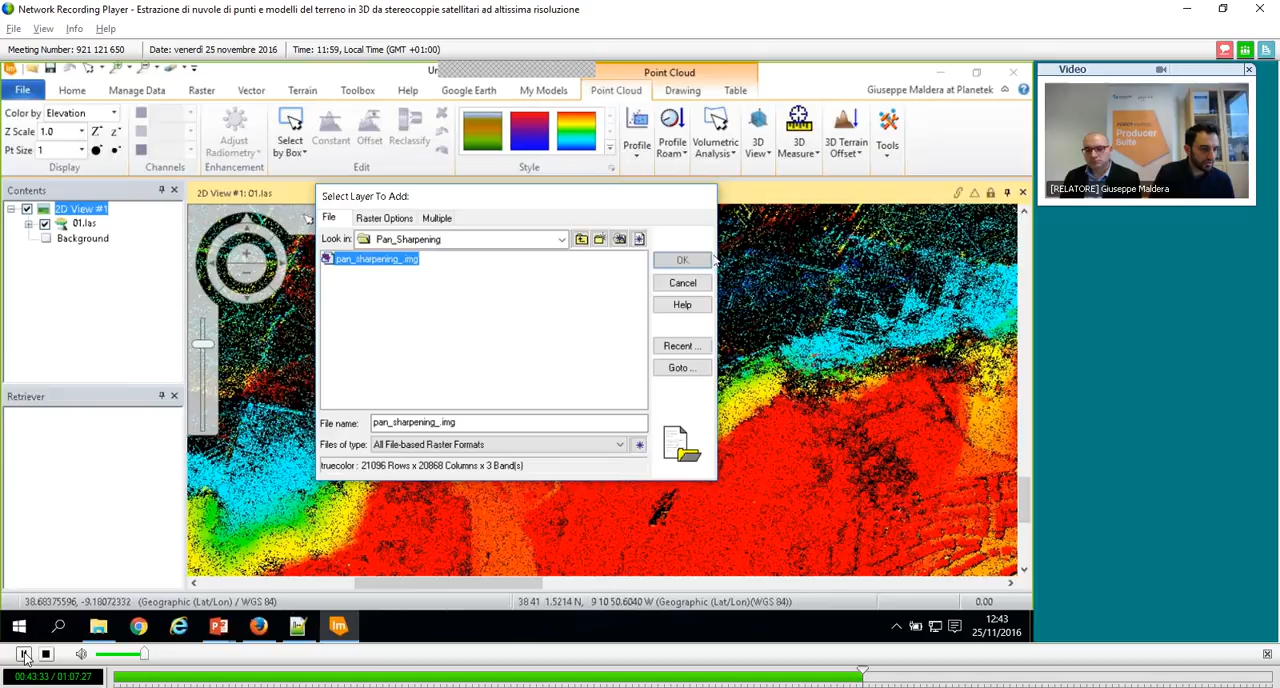 Network Recording Player - Estrazione di nuvole di punti e modelli del terreno in 3D da stereocoppie satellitari ad altissima risoluzione
File View Info Help
Meeting Number: 921 121 650 Date: venerdì 25 novembre 2016 Time: 11:59, Local Time (GMT +01:00)
Ur Point Cloud
File Home Manage Data Raster Vector Terrain Toolbox Help Google Earth My Models Point Cloud Drawing Table Giuseppe Maldera at Planetek
Color by Elevation
Z Scale 1.0
Pt Size 1
Adjust Radiometry
Select by Box
Constant Offset Reclassify
Profile
Profile Roam
Volumetric Analysis
3D View
3D Measure
3D Terrain Offset
Tools
Display Channels Enhancement Edit Style
Contents
2D View #1
01.las
Background
Retriever
2D View #1: 01.las
Select Layer To Add:
File Raster Options Multiple
Look in: Pan_Sharpening
pan_sharpening_.img
OK
Cancel
Help
Recent ...
Goto ...
File name: pan_sharpening_.img
Files of type: All File-based Raster Formats
truecolor : 21096 Rows x 20868 Columns x 3 Band(s)
38.68375596, -9.18072332 (Geographic (Lat/Lon) / WGS 84) 38 41 1.5214 N, 9 10 50.6040 W (Geographic (Lat/Lon)(WGS 84)) 0.00
12:43
25/11/2016
Video
Producer Suite
[RELATORE] Giuseppe Maldera
00:43:33 / 01:07:27